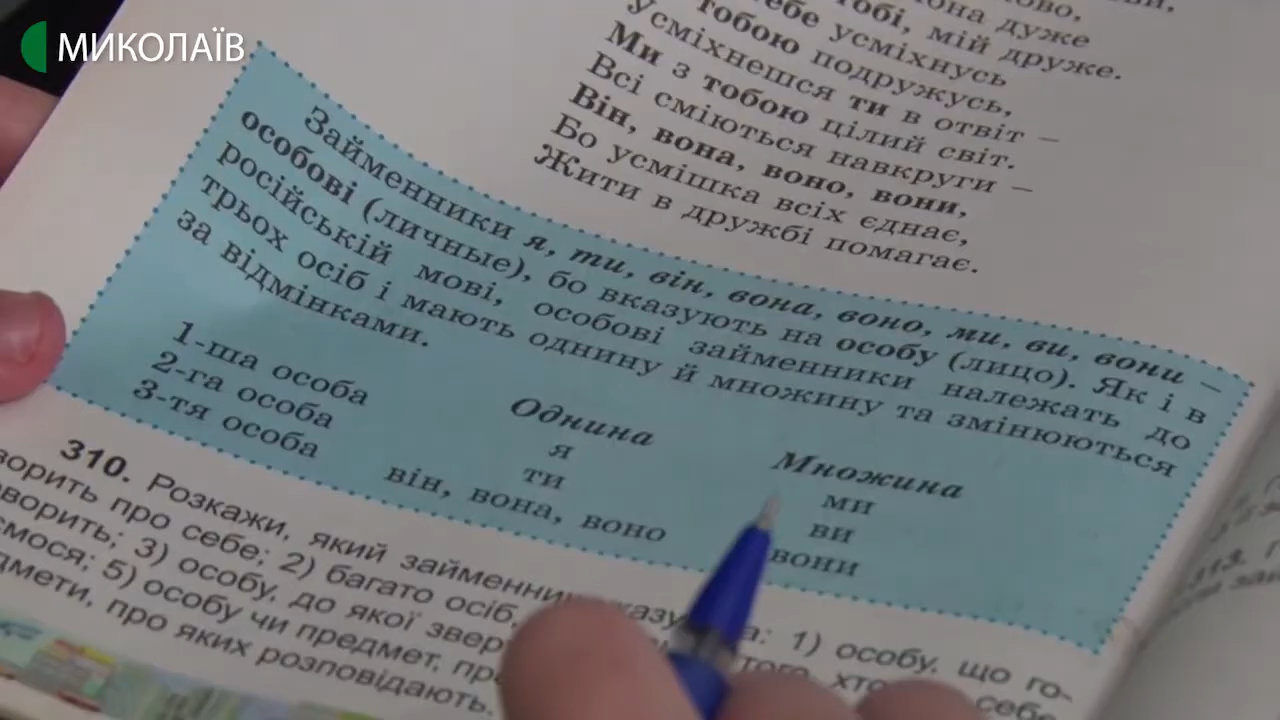 МИКОЛАЇВ
тобі, мій друже.
усміхнусь
тобою подружусь,
Усміхнешся ти в отвіт –
Ми з тобою цілий світ.
Всі сміються навкруги –
Він, вона, воно, вони,
Бо усмішка всіх єднає,
Жити в дружбі помагає.
Займенники я, ти, він, вона, воно, ми, ви, вони –
особові (личные), бо вказують на особу (лицо). Як і в
російській мові, особові займенники належать до
трьох осіб і мають однину й множину та змінюються
за відмінками.
Однина Множина
1-ша особа я ми
2-га особа ти ви
3-тя особа він, вона, воно вони
310. Розкажи, який займенник : 1) особу, що го-
ворить про себе; 2) багато осіб,
говорить; 3) особу, до якої
5) особу чи предмет,
про яких розповідають.
313.